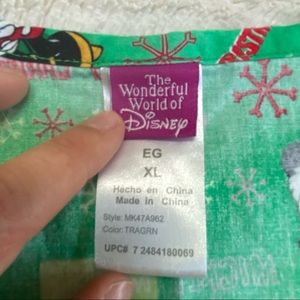 The
Wonderful
World of
Disney
EG
XL
Hecho en China
Made in China
Style: MK47A962
Color: TRAGRN
UPC# 7 2484180069